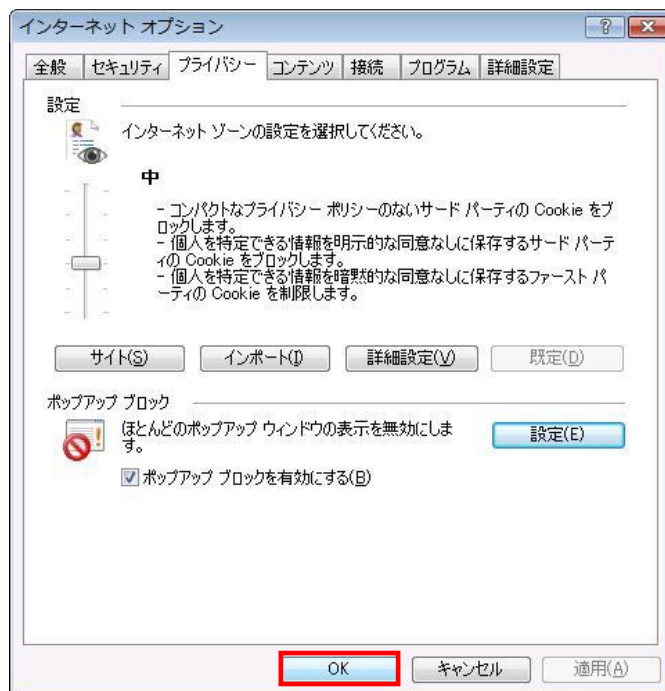 インターネット オプション
全般 セキュリティ プライバシー コンテンツ 接続 プログラム 詳細設定
設定
インターネット ゾーンの設定を選択してください。
中
- コンパクトなプライバシー ポリシーのないサード パーティの Cookie をブ
ロックします。
- 個人を特定できる情報を明示的な同意なしに保存するサード パーテ
ィの Cookie をブロックします。
- 個人を特定できる情報を暗黙的な同意なしに保存するファースト パ
ーティの Cookie を制限します。
サイト(S) インポート(I) 詳細設定(V) 既定(D)
ポップアップ ブロック
ほとんどのポップアップ ウィンドウの表示を無効にしま
す。
設定(E)
ポップアップ ブロックを有効にする(B)
OK キャンセル 適用(A)